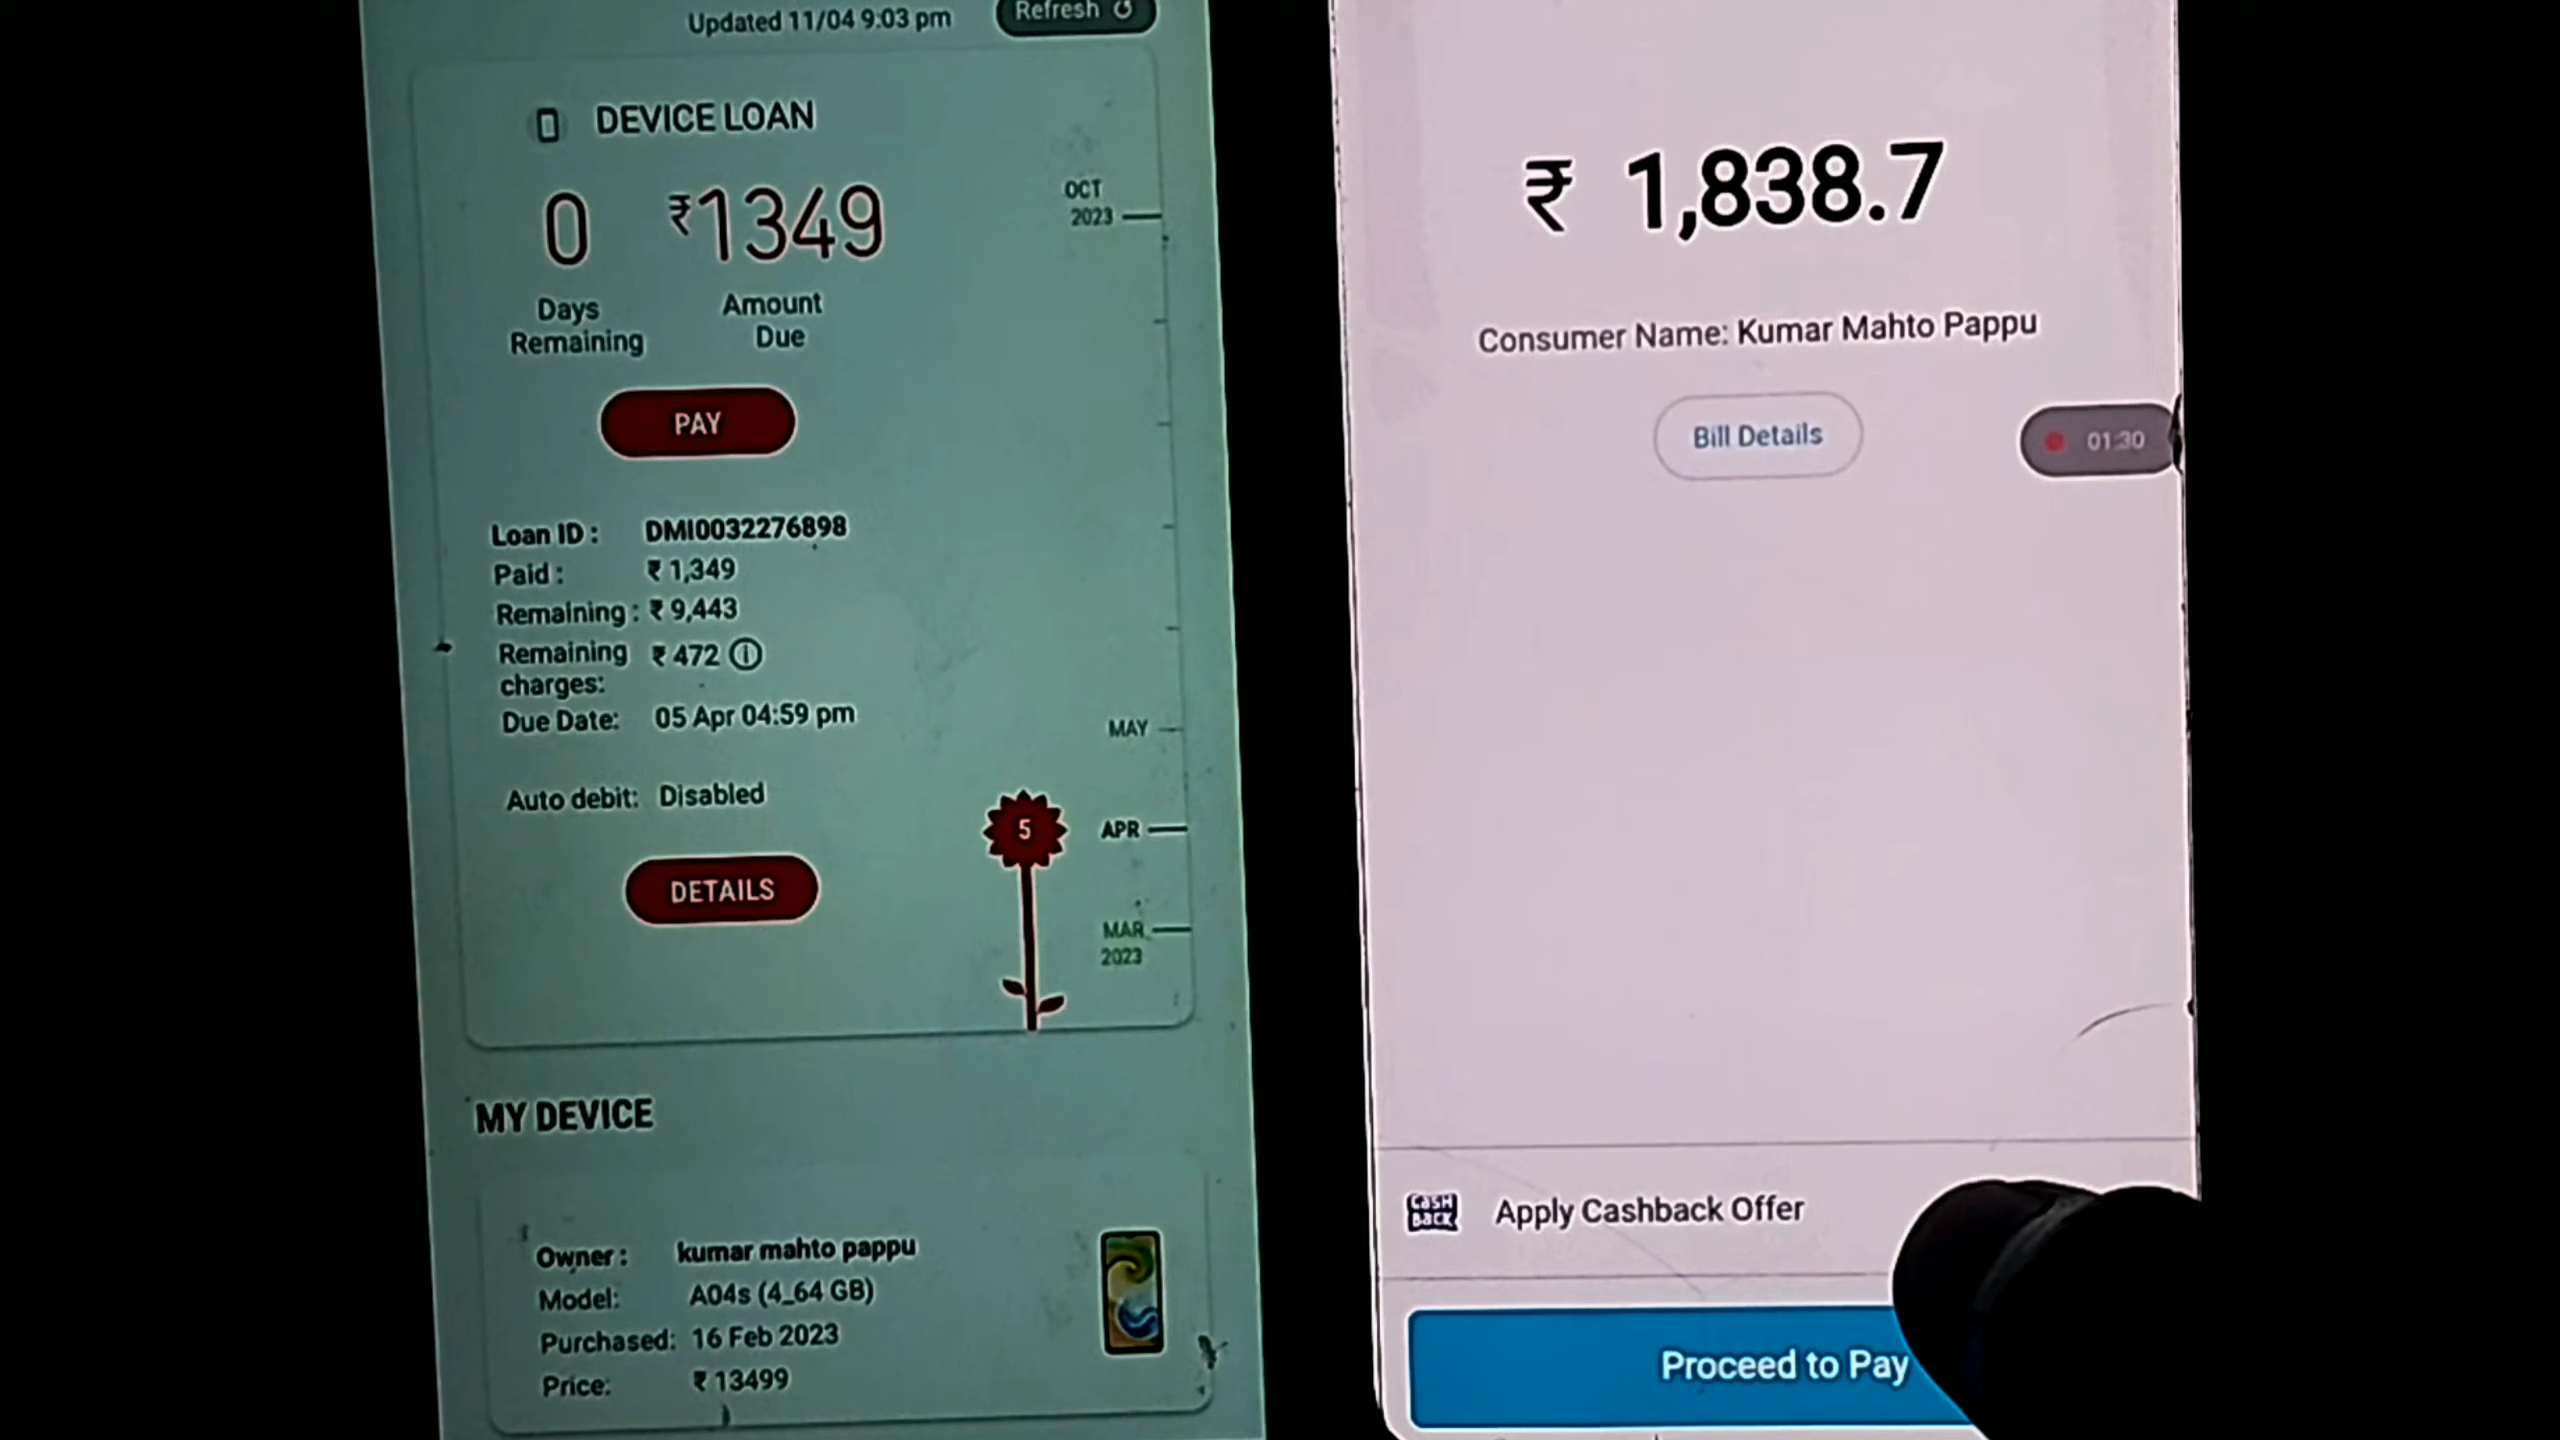 Updated 11/04 9:03 pm
Refresh
DEVICE LOAN
0
₹1349
Days Remaining
Amount Due
PAY
Loan ID : DMI0032276898
Paid : ₹ 1,349
Remaining : ₹ 9,443
Remaining charges: ₹ 472
Due Date: 05 Apr 04:59 pm
Auto debit: Disabled
DETAILS
OCT
2023
MAY
5
APR
MAR
2023
MY DEVICE
Owner : kumar mahto pappu
Model: A04s (4_64 GB)
Purchased: 16 Feb 2023
Price: ₹ 13499
₹ 1,838.7
Consumer Name: Kumar Mahto Pappu
Bill Details
01:30
CASH
BACK
Apply Cashback Offer
Proceed to Pay